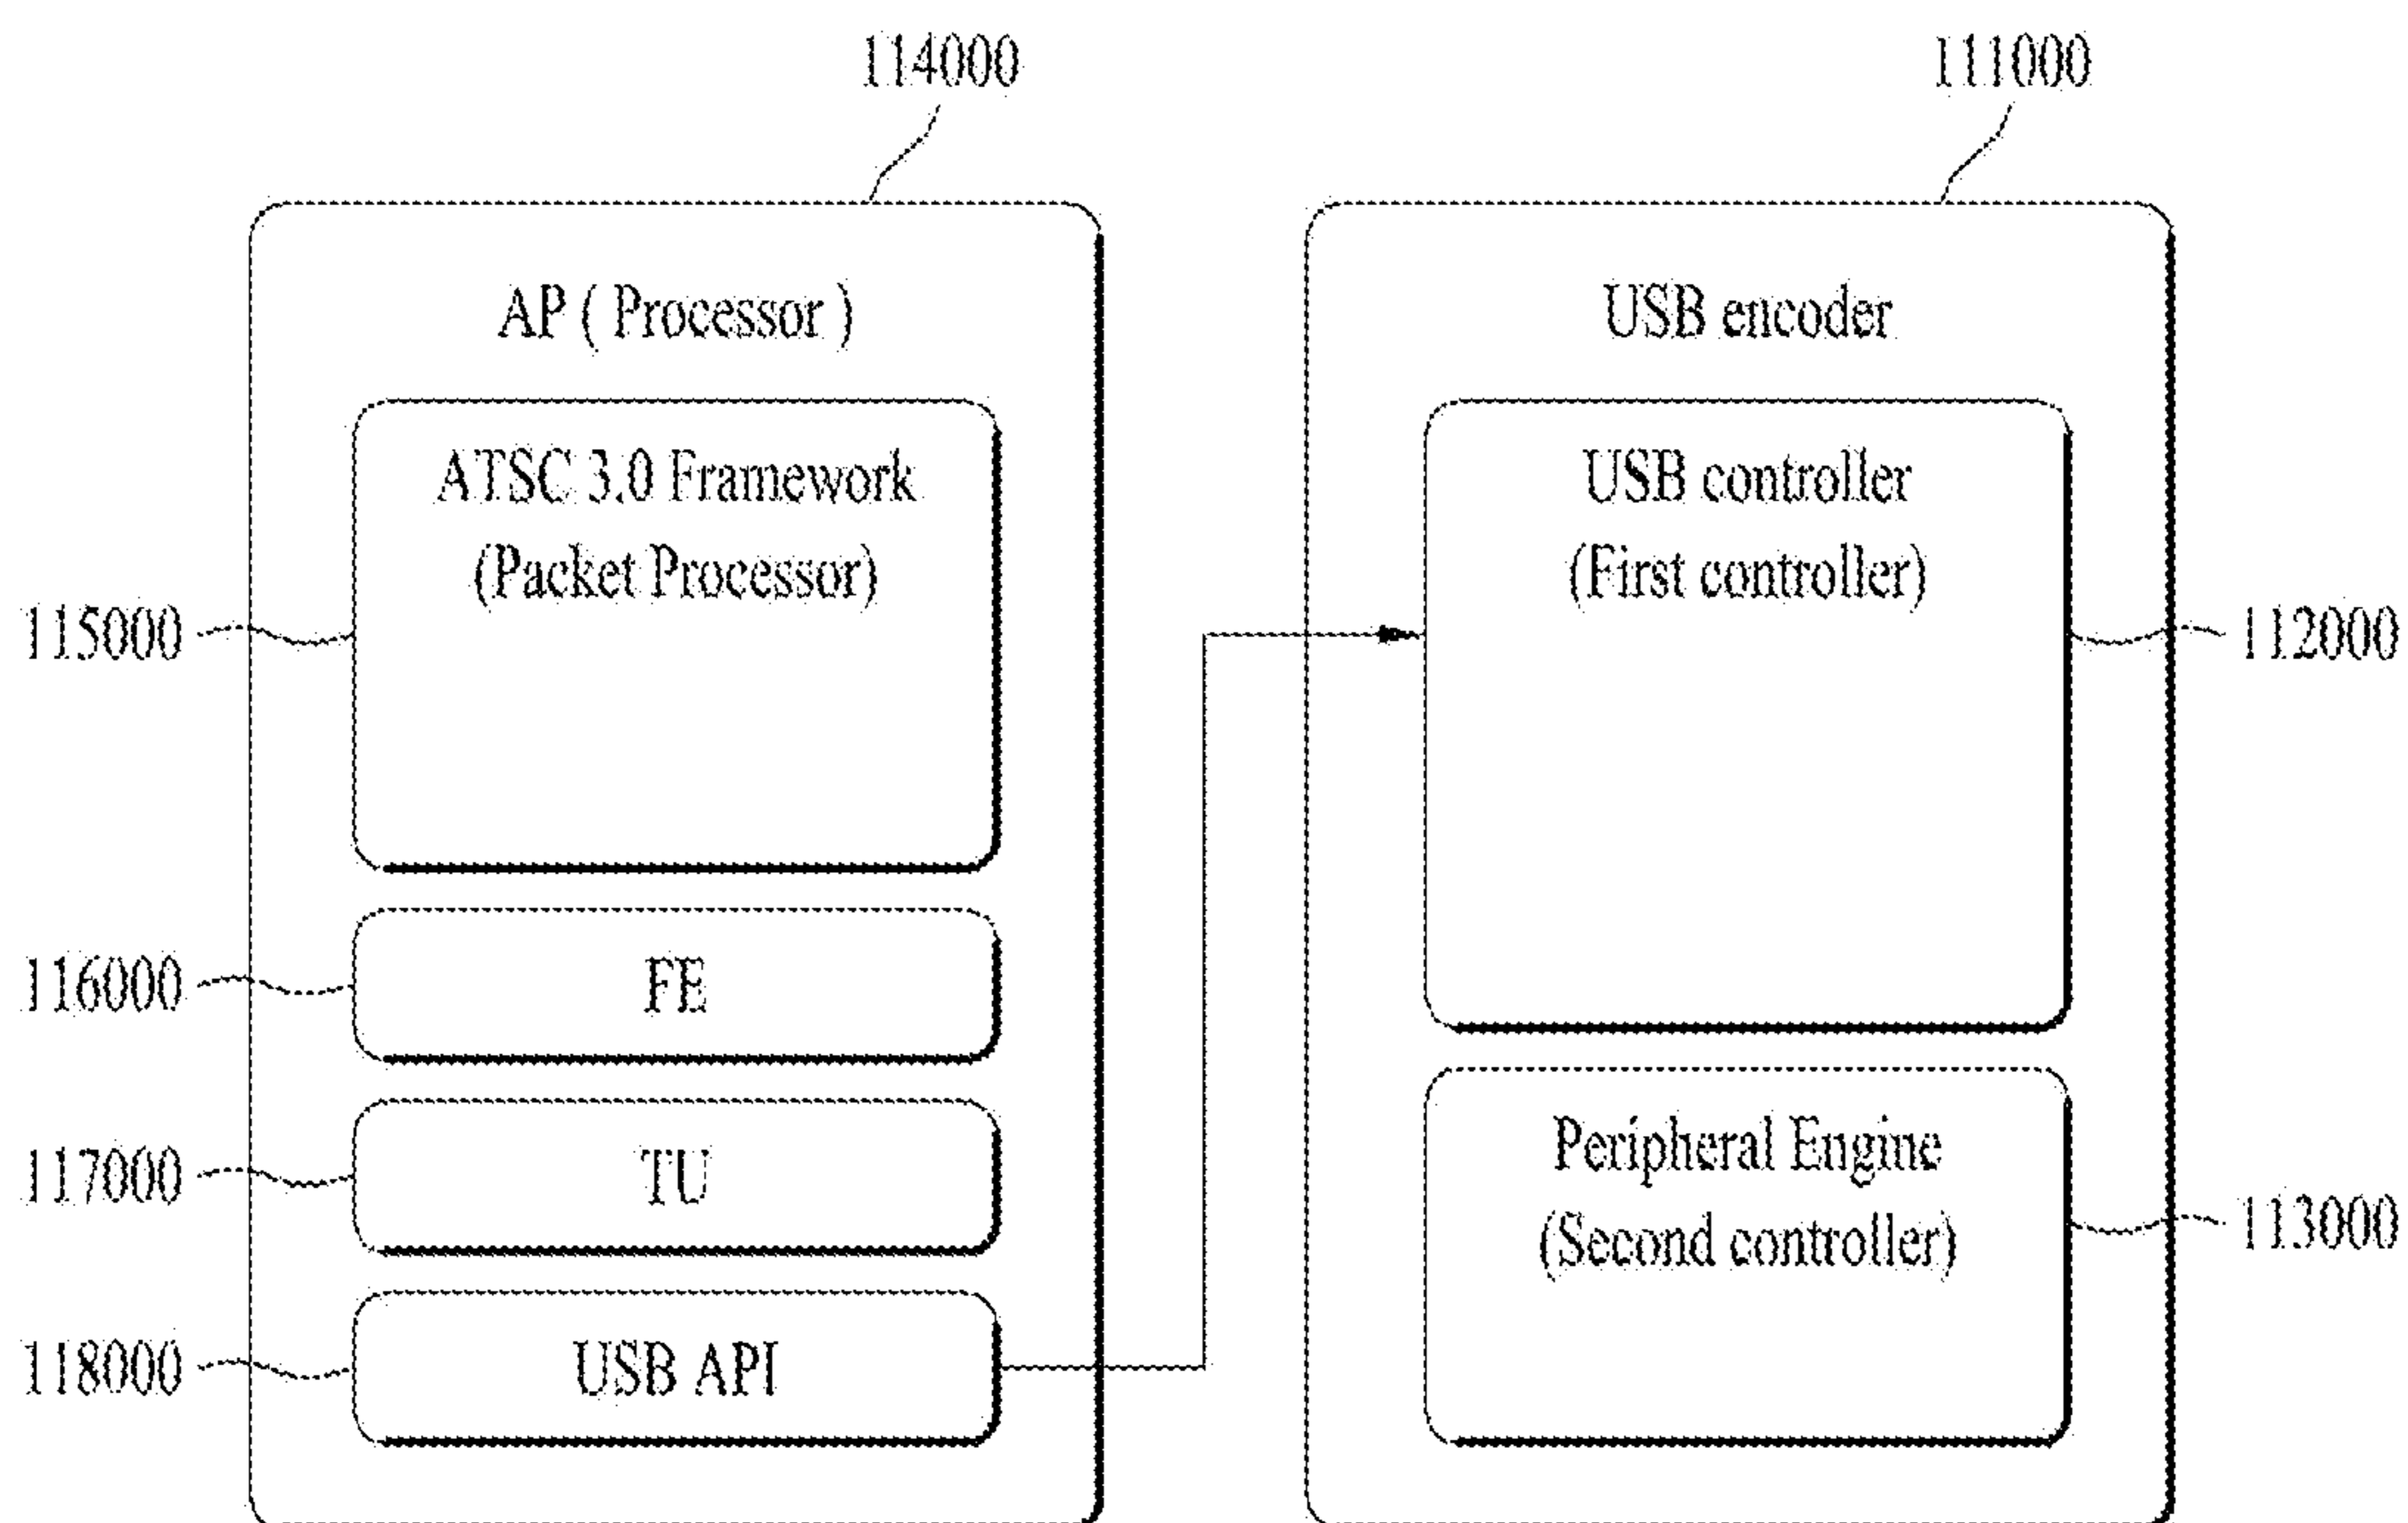 114000
111000
AP ( Processor )
ATSC 3.0 Framework
(Packet Processor)
115000
FE
116000
TU
117000
USB API
118000
USB encoder
USB controller
(First controller)
112000
Peripheral Engine
(Second controller)
113000